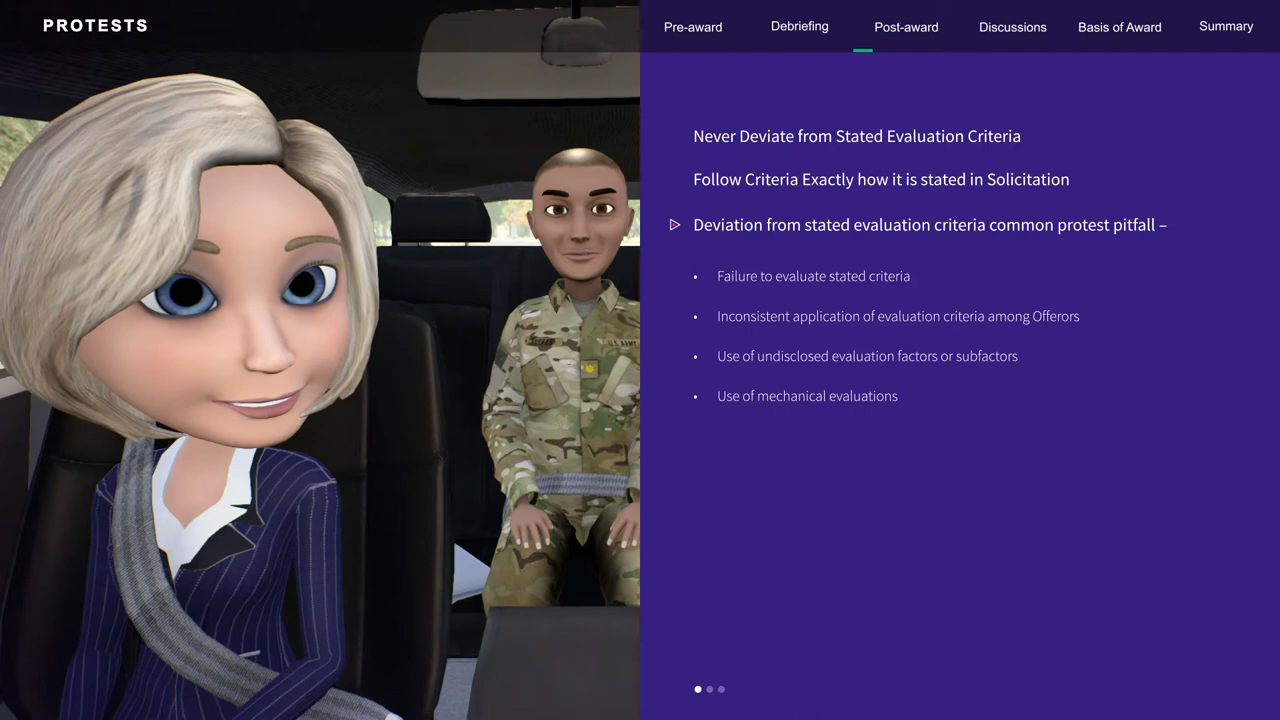 PROTESTS
Pre-award Debriefing Post-award Discussions Basis of Award Summary
Never Deviate from Stated Evaluation Criteria
Follow Criteria Exactly how it is stated in Solicitation
Deviation from stated evaluation criteria common protest pitfall –
• Failure to evaluate stated criteria
• Inconsistent application of evaluation criteria among Offerors
• Use of undisclosed evaluation factors or subfactors
• Use of mechanical evaluations
U.S. ARMY